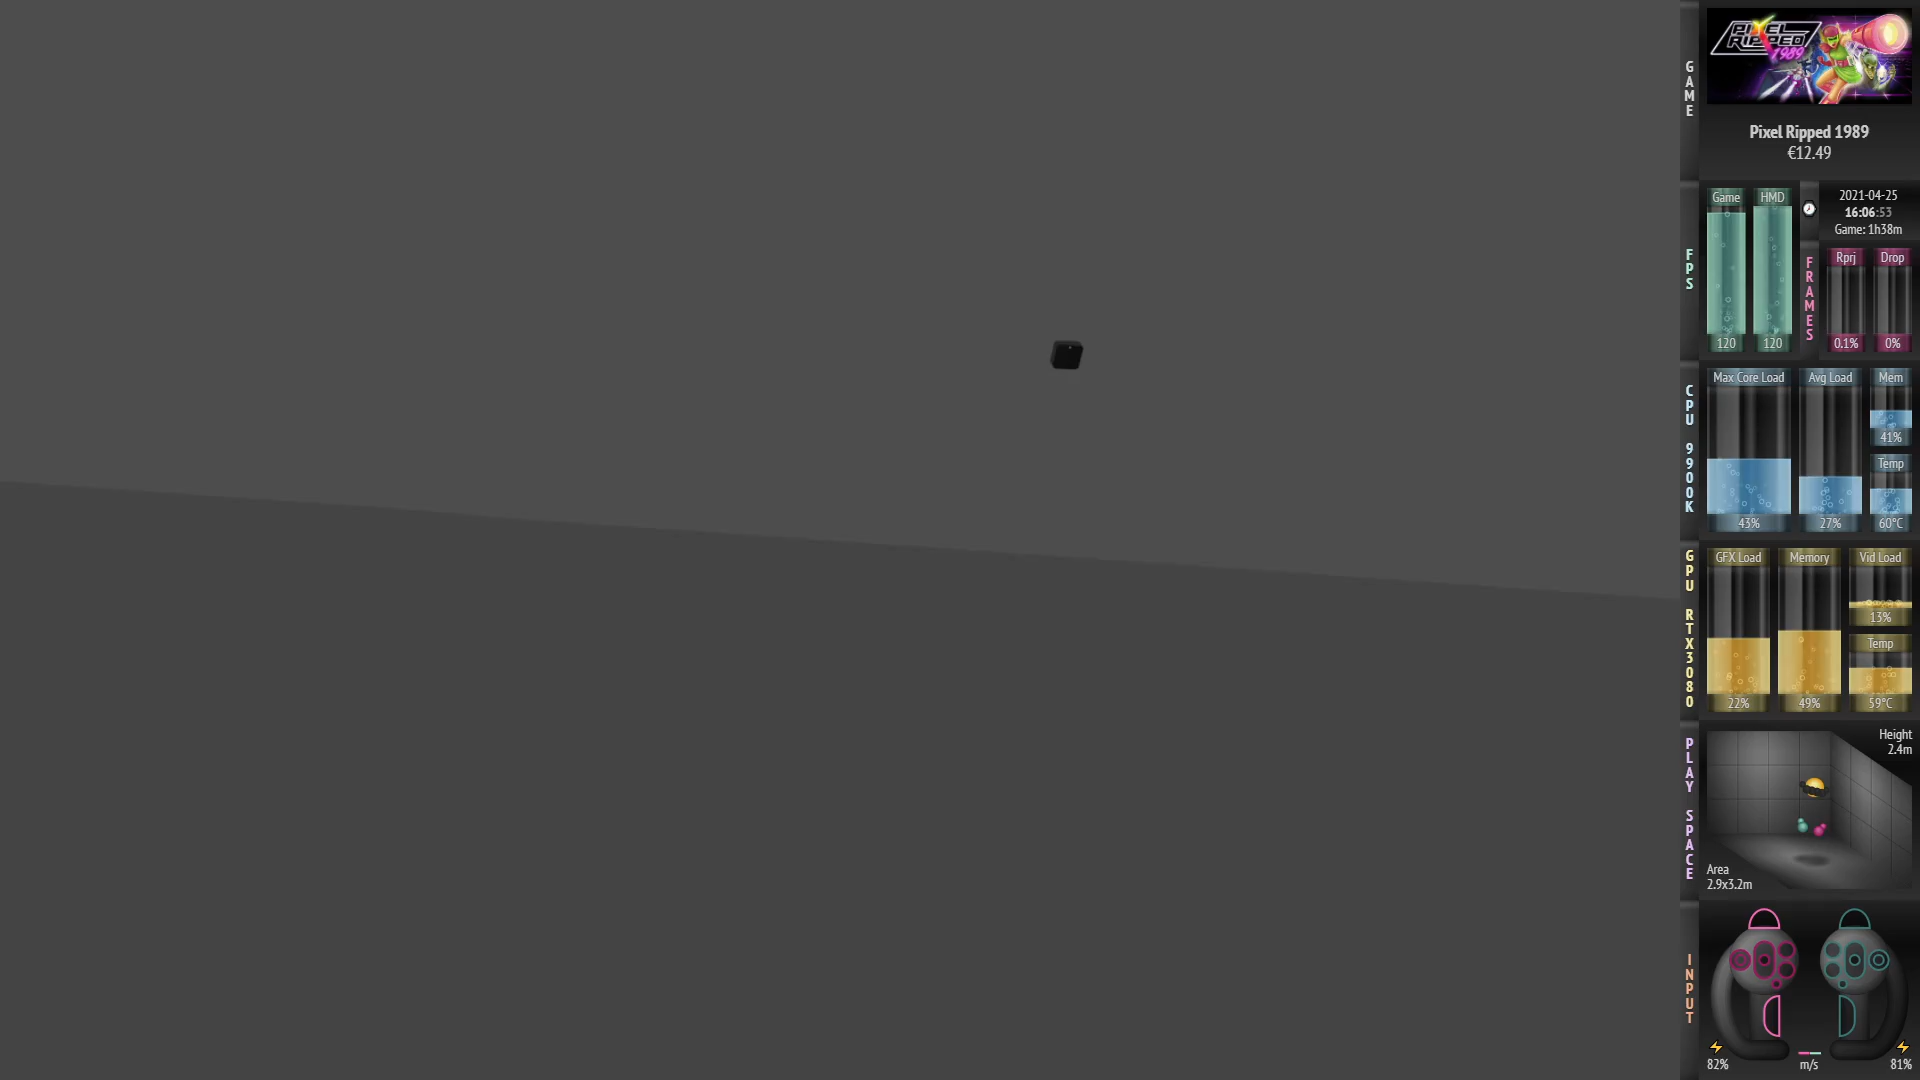 GAME
PIXEL
RIPPED
1989
Pixel Ripped 1989
€12.49
FPS
Game
HMD
120
120
2021-04-25
16:06:53
Game: 1h38m
FRAMES
Rprj
Drop
0.1%
0%
CPU 9900K
Max Core Load
Avg Load
Mem
43%
27%
41%
Temp
60°C
GPU RTX3080
GFX Load
Memory
Vid Load
22%
49%
13%
Temp
59°C
PLAY SPACE
Height
2.4m
Area
2.9x3.2m
INPUT
82%
m/s
81%